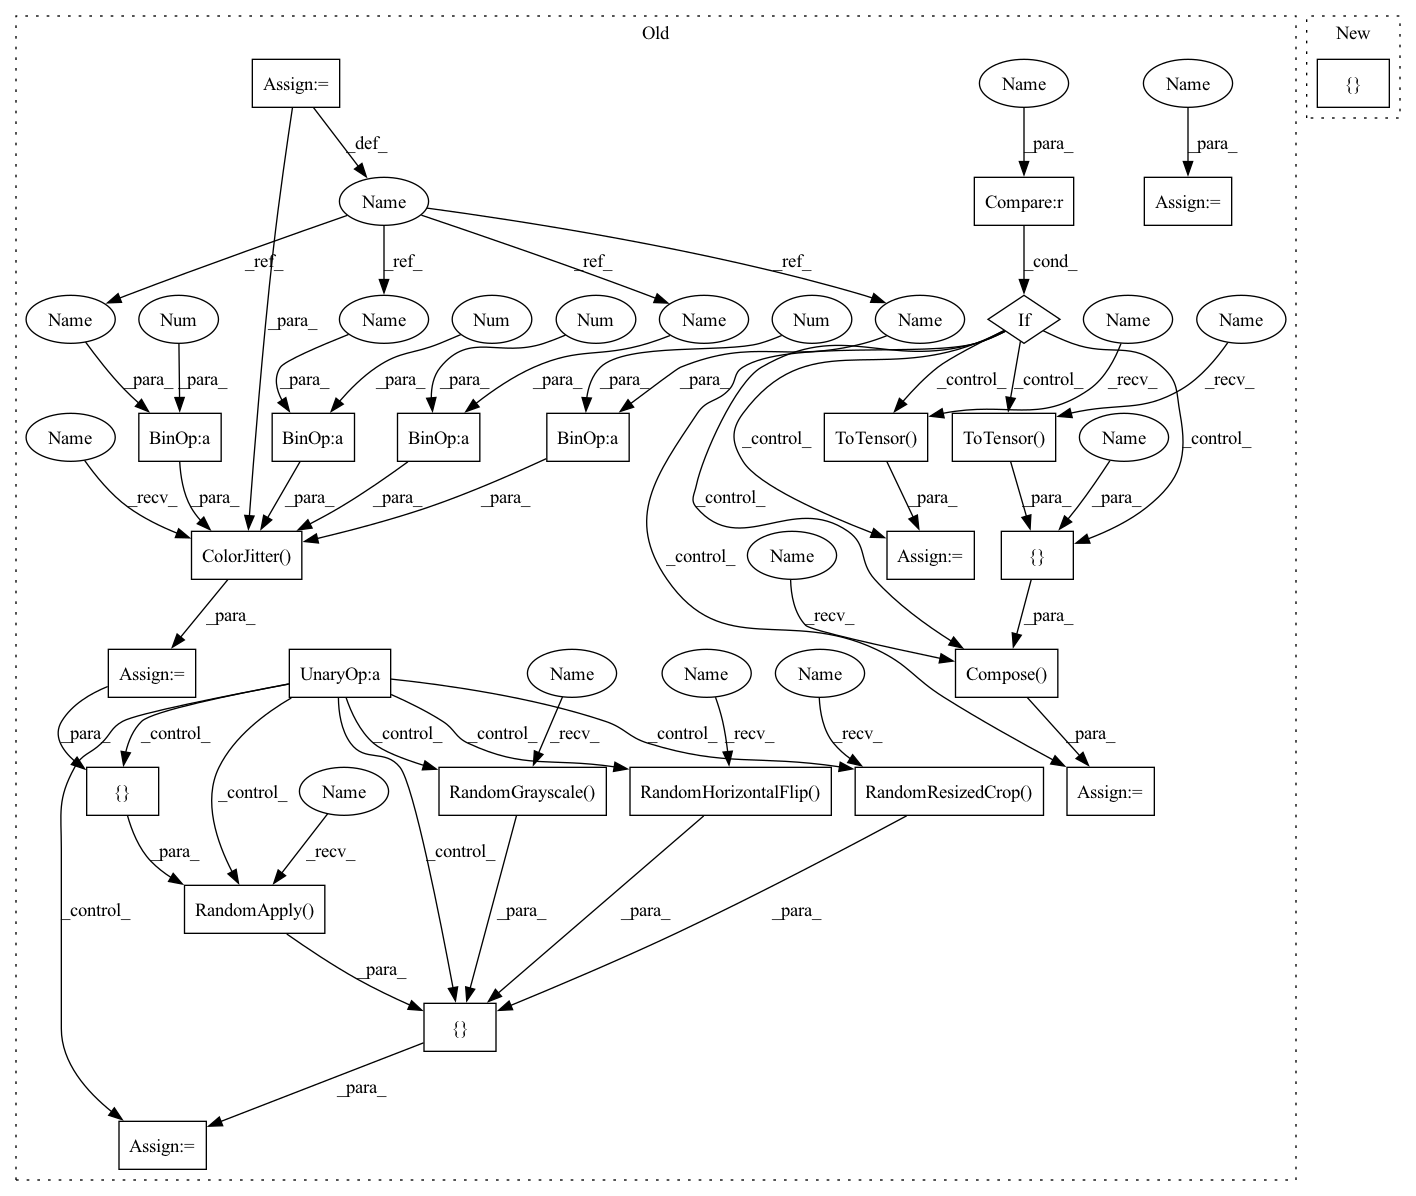 Old
New
Assign:=
Name
Name
{}
_def_
_para_
_para_
Name
Compare:r
Assign:=
_ref_
_ref_
_ref_
_ref_
_cond_
Name
Num
_para_
Name
Num
Num
Name
Num
Name
If
Name
Name
_para_
_para_
_para_
_para_
_para_
_para_
_para_
_para_
_control_
_control_
_recv_
_recv_
Name
BinOp:a
BinOp:a
BinOp:a
BinOp:a
_control_
ToTensor()
ToTensor()
Name
_control_
_recv_
_para_
_para_
_para_
_para_
_control_
_para_
_para_
_para_
ColorJitter()
_control_
Name
Assign:=
{}
_para_
_recv_
_para_
Assign:=
UnaryOp:a
Name
Name
Name
Compose()
_para_
_control_
_control_
_control_
_recv_
_recv_
_control_
_recv_
_para_
{}
_control_
Name
RandomGrayscale()
RandomHorizontalFlip()
RandomResizedCrop()
Assign:=
_para_
_recv_
_control_
_control_
RandomApply()
_para_
_para_
_para_
_para_
{}
_para_
Assign:=